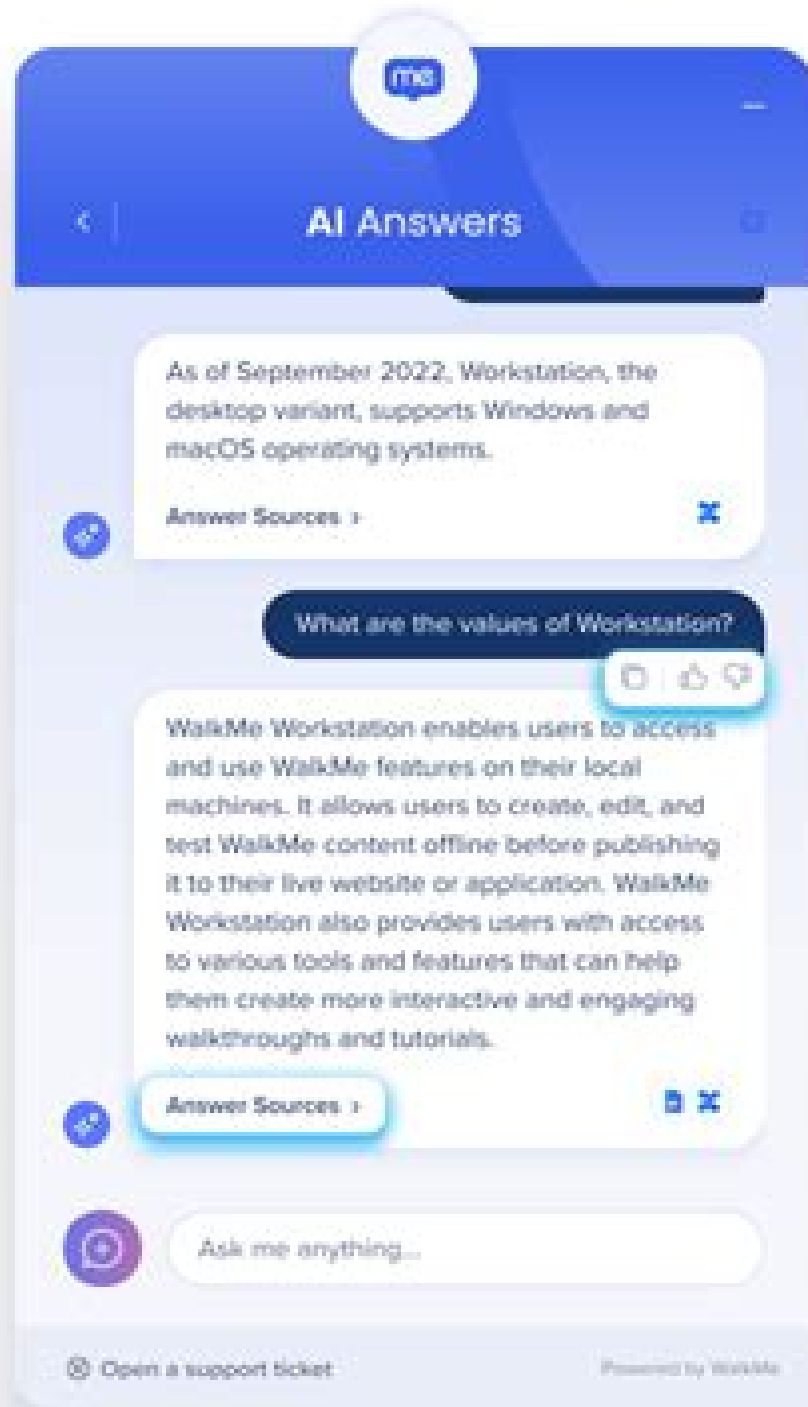 me
AI Answers
As of September 2022, Workstation, the
desktop variant, supports Windows and
macOS operating systems.
Answer Sources >
What are the values of Workstation?
WalkMe Workstation enables users to access
and use WalkMe features on their local
machines. It allows users to create, edit, and
test WalkMe content offline before publishing
it to their live website or application. WalkMe
Workstation also provides users with access
to various tools and features that can help
them create more interactive and engaging
walkthroughs and tutorials.
Answer Sources >
Ask me anything...
Open a support ticket
Powered by WalkMe